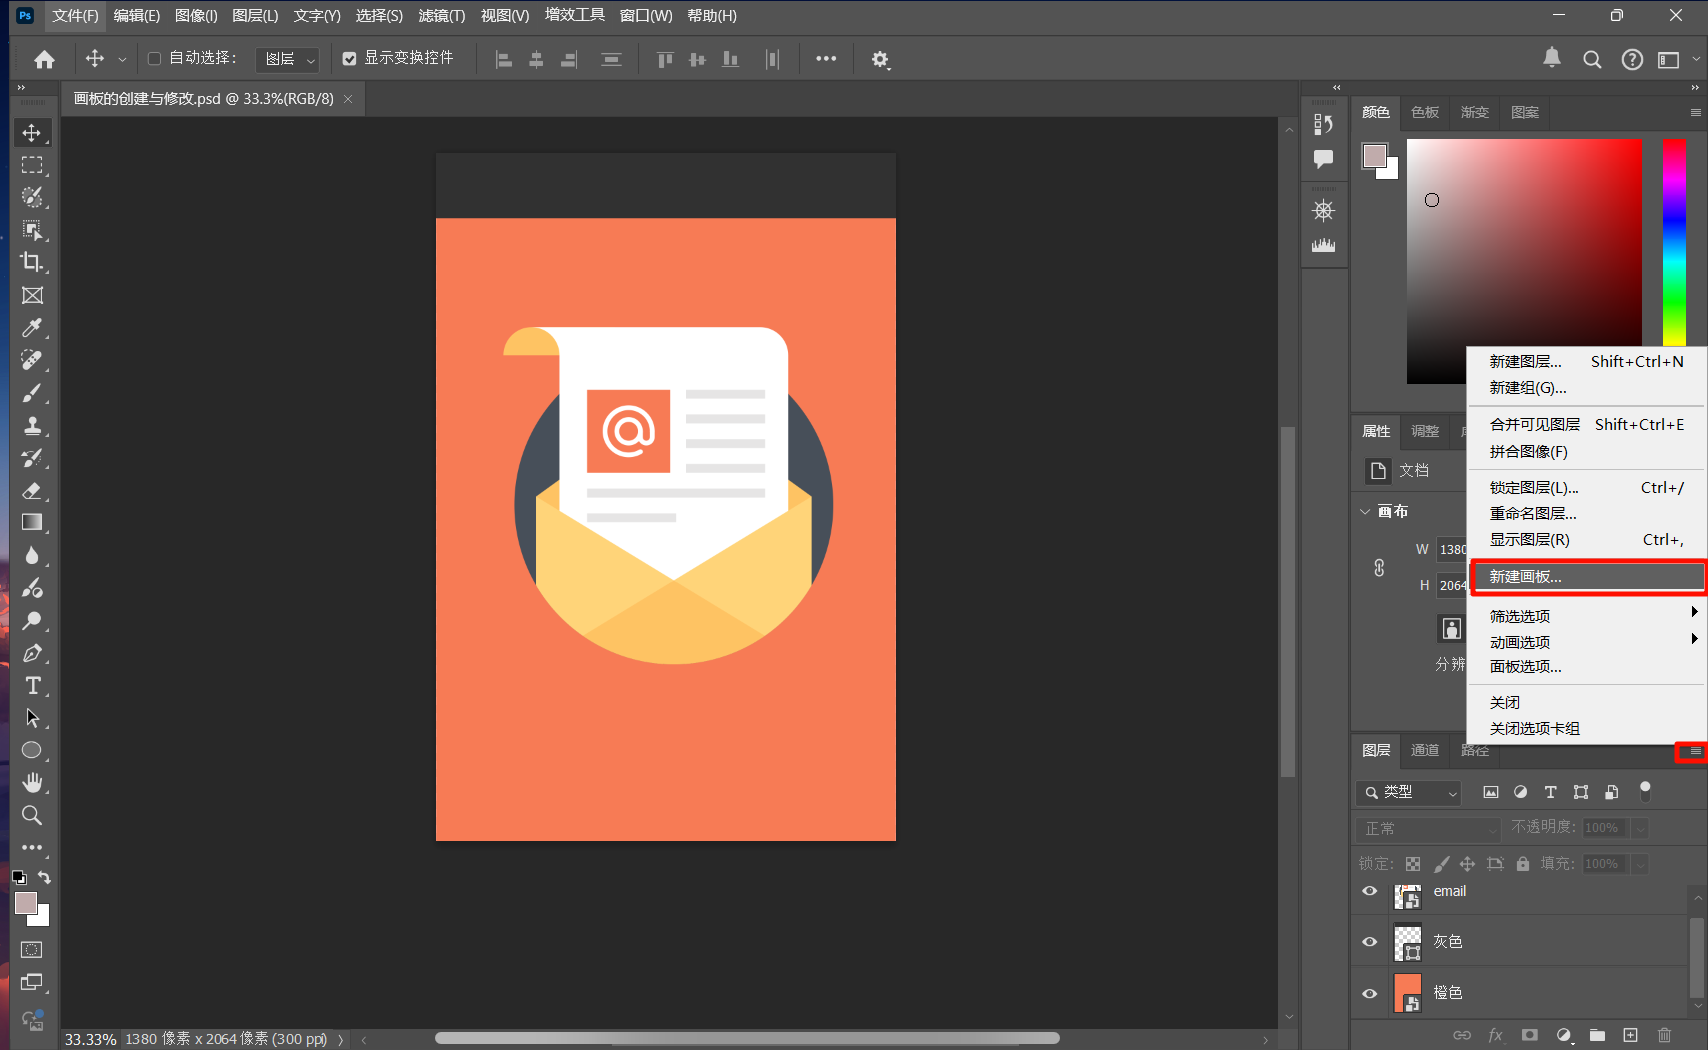 Ps 文件(F) 编辑(E) 图像(I) 图层(L) 文字(Y) 选择(S) 滤镜(T) 视图(V) 增效工具 窗口(W) 帮助(H)
自动选择： 图层 显示变换控件
画板的创建与修改.psd @ 33.3%(RGB/8)
颜色 色板 渐变 图案
@
新建图层... Shift+Ctrl+N
新建组(G)...
合并可见图层 Shift+Ctrl+E
拼合图像(F)
锁定图层(L)... Ctrl+/
重命名图层...
显示图层(R) Ctrl+,
新建画板...
筛选选项
动画选项
面板选项...
关闭
关闭选项卡组
属性 调整
文档
画布
W 1380
H 2064
分辨
图层 通道 路径
类型
正常 不透明度: 100%
锁定: 填充: 100%
email
灰色
橙色
fx
33.33% 1380 像素 x 2064 像素 (300 ppi)